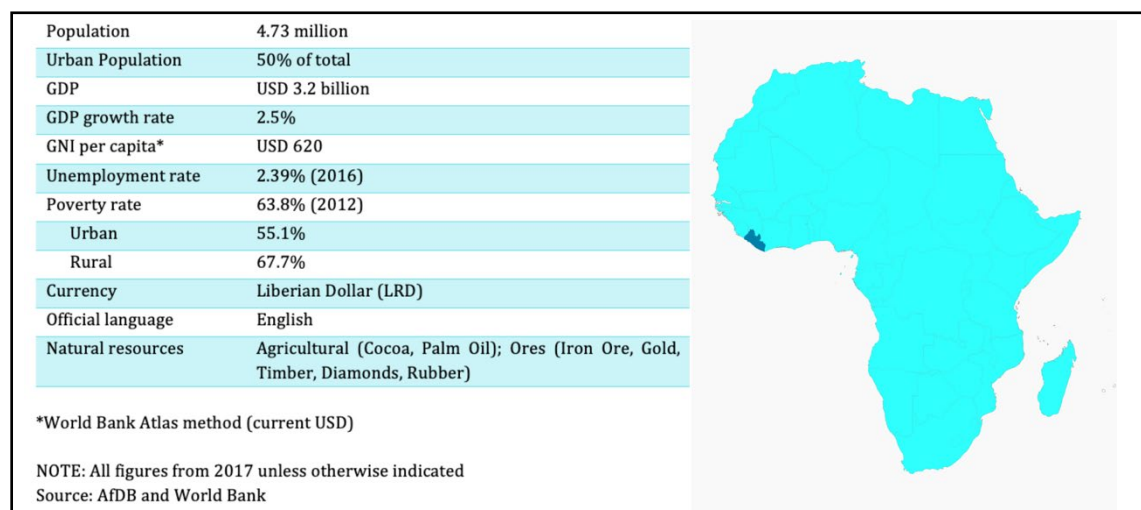 Population 4.73 million
Urban Population 50% of total
GDP USD 3.2 billion
GDP growth rate 2.5%
GNI per capita* USD 620
Unemployment rate 2.39% (2016)
Poverty rate 63.8% (2012)
Urban 55.1%
Rural 67.7%
Currency Liberian Dollar (LRD)
Official language English
Natural resources Agricultural (Cocoa, Palm Oil); Ores (Iron Ore, Gold,
Timber, Diamonds, Rubber)
*World Bank Atlas method (current USD)
NOTE: All figures from 2017 unless otherwise indicated
Source: AfDB and World Bank